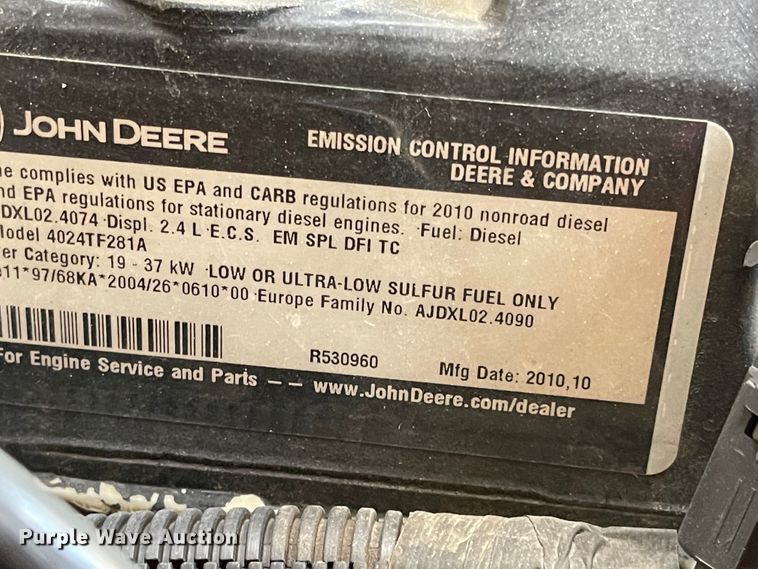 JOHN DEERE
EMISSION CONTROL INFORMATION
DEERE & COMPANY
complies with US EPA and CARB regulations for 2010 nonroad diesel
EPA regulations for stationary diesel engines. ·Fuel: Diesel
DXL02.4074 ·Displ. 2.4 L ·E.C.S. EM SPL DFI TC
Model 4024TF281A
Category: 19 - 37 kW ·LOW OR ULTRA-LOW SULFUR FUEL ONLY
e11*97/68KA*2004/26*0610*00 ·Europe Family No. AJDXL02.4090
R530960 Mfg Date: 2010,10
For Engine Service and Parts -- www.JohnDeere.com/dealer
Purple Wave Auction